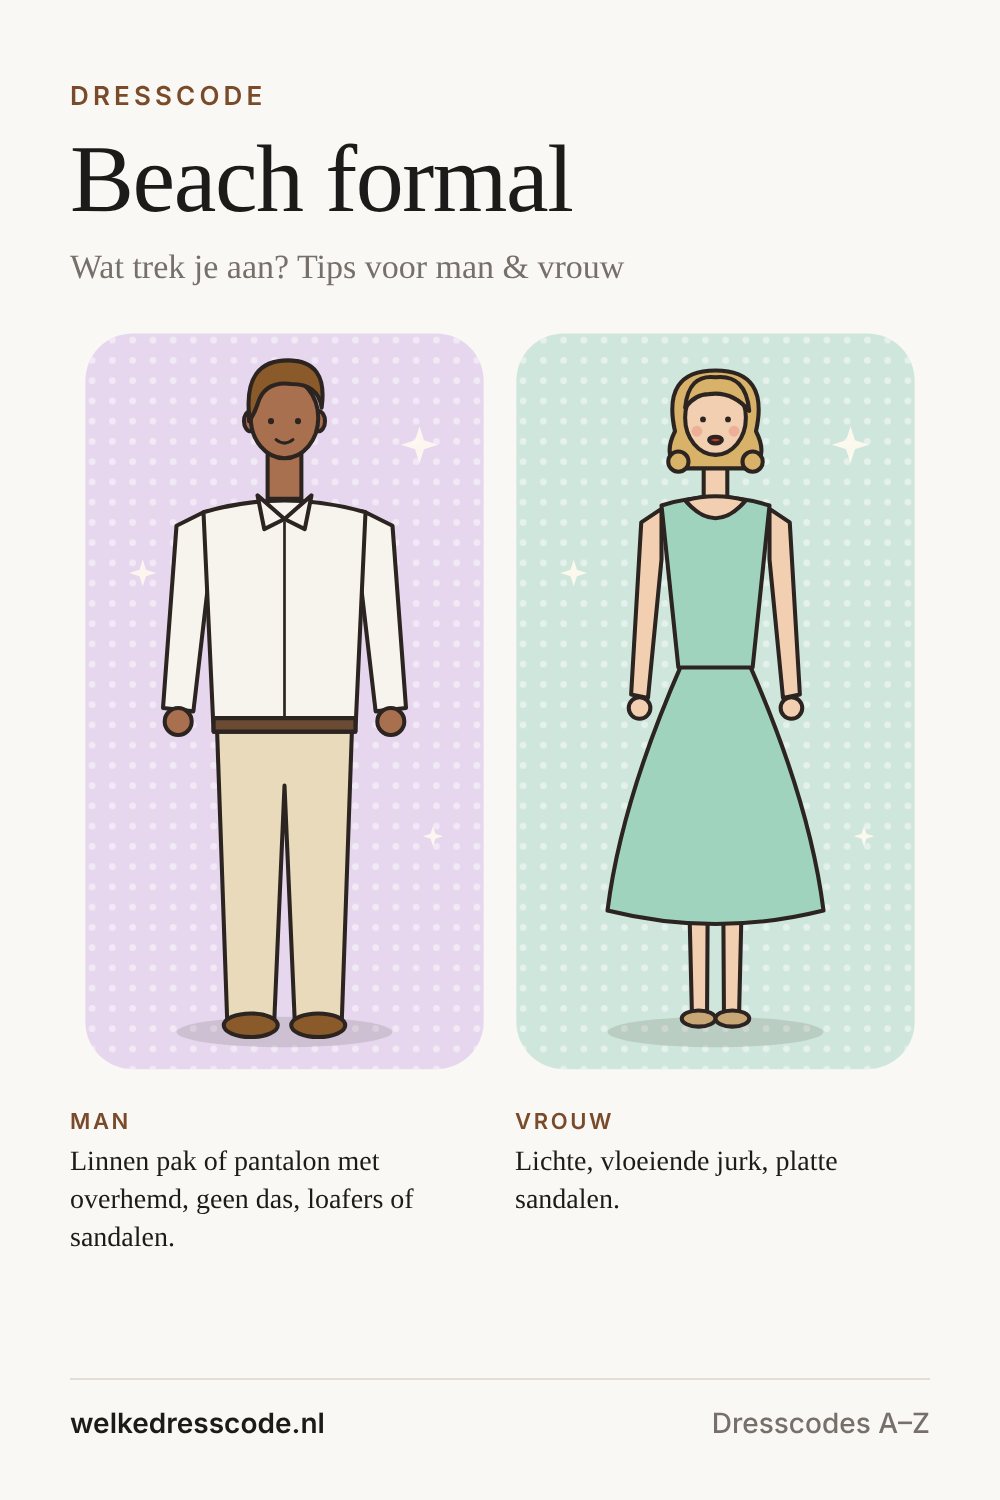 DRESSCODE
Beach formal
Wat trek je aan? Tips voor man & vrouw
MAN
Linnen pak of pantalon met
overhemd, geen das, loafers of
sandalen.
VROUW
Lichte, vloeiende jurk, platte
sandalen.
welkedresscode.nl
Dresscodes A–Z